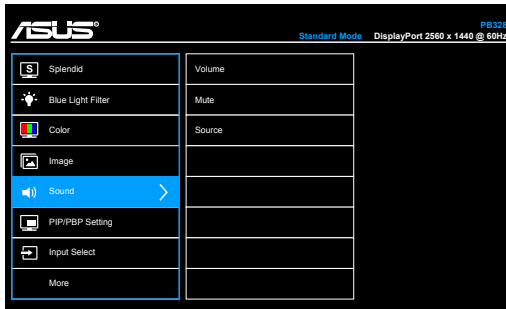 ASUS
PB328
Standard Mode DisplayPort 2560 x 1440 @ 60Hz
S Splendid
Blue Light Filter
Color
Image
Sound
PIP/PBP Setting
Input Select
More
Volume
Mute
Source